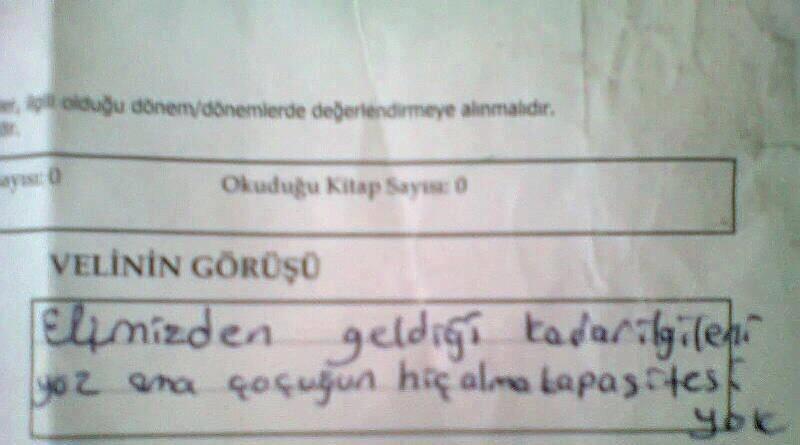 ilgili olduğu dönem/dönemlerde değerlendirmeye alınmalıdır.
Okuduğu Kitap Sayısı: 0
VELİNİN GÖRÜŞÜ
Elimizden geldiği kadar ilgileni
yoz ama çoçuğun hiç alma kapasitesi
yok